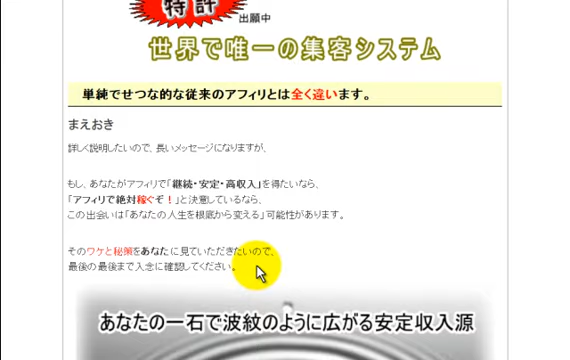 特許
出願中
世界で唯一の集客システム
単純でせつな的な従来のアフィリとは全く違います。
まえおき
詳しく説明したいので、長いメッセージになりますが、
もし、あなたがアフィリで「継続・安定・高収入」を得たいなら、
「アフィリで絶対稼ぐぞ！」と決意しているなら、
この出会いは「あなたの人生を根底から変える」可能性があります。
そのワケと秘策をあなたに見ていただきたいので、
最後の最後まで入念に確認してください。
あなたの一石で波紋のように広がる安定収入源